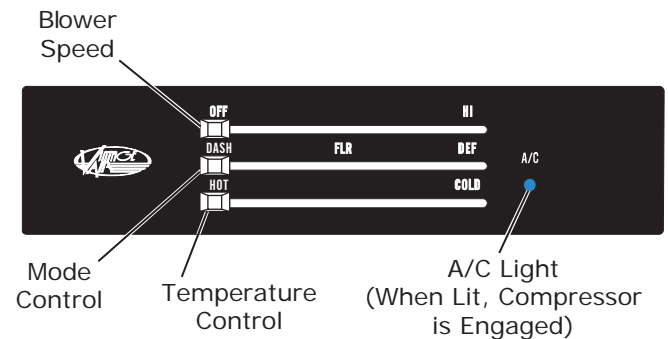 Blower
Speed
OFF HI
DASH FLR DEF
A/C
HOT COLD
Mode
Control
Temperature
Control
A/C Light
(When Lit, Compressor
is Engaged)